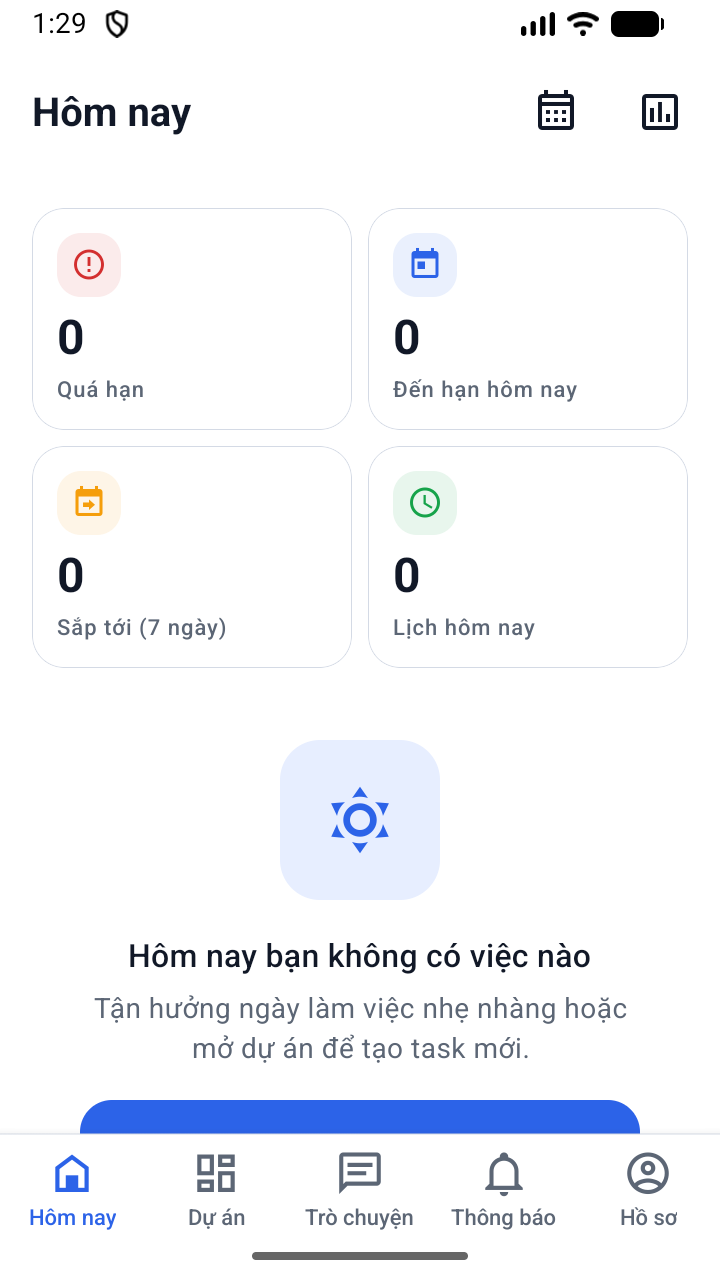 1:29
Hôm nay
0
Quá hạn
0
Đến hạn hôm nay
0
Sắp tới (7 ngày)
0
Lịch hôm nay
Hôm nay bạn không có việc nào
Tận hưởng ngày làm việc nhẹ nhàng hoặc
mở dự án để tạo task mới.
Hôm nay
Dự án
Trò chuyện
Thông báo
Hồ sơ